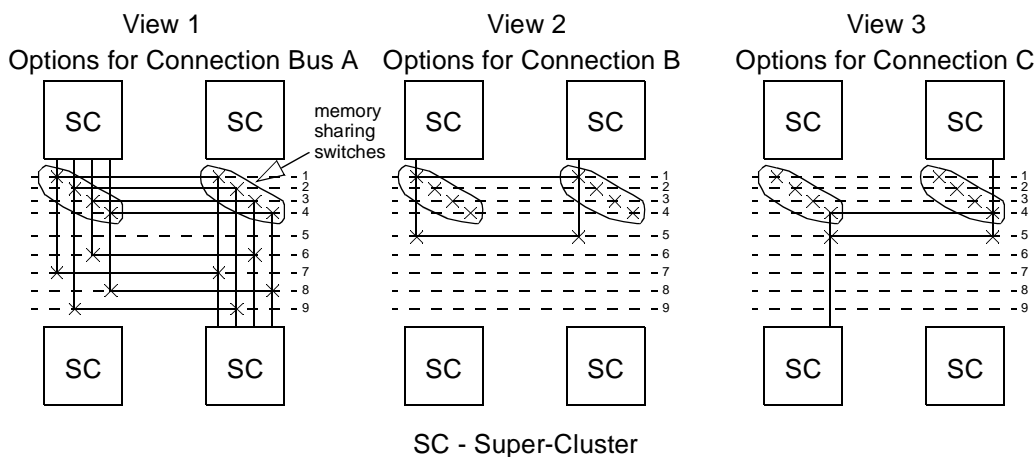 View 1
Options for Connection Bus A
SC
SC
memory
sharing
switches
1
2
3
4
5
6
7
8
9
SC
SC
View 2
Options for Connection B
SC
SC
1
2
3
4
5
6
7
8
9
SC
SC
View 3
Options for Connection C
SC
SC
1
2
3
4
5
6
7
8
9
SC
SC
SC - Super-Cluster